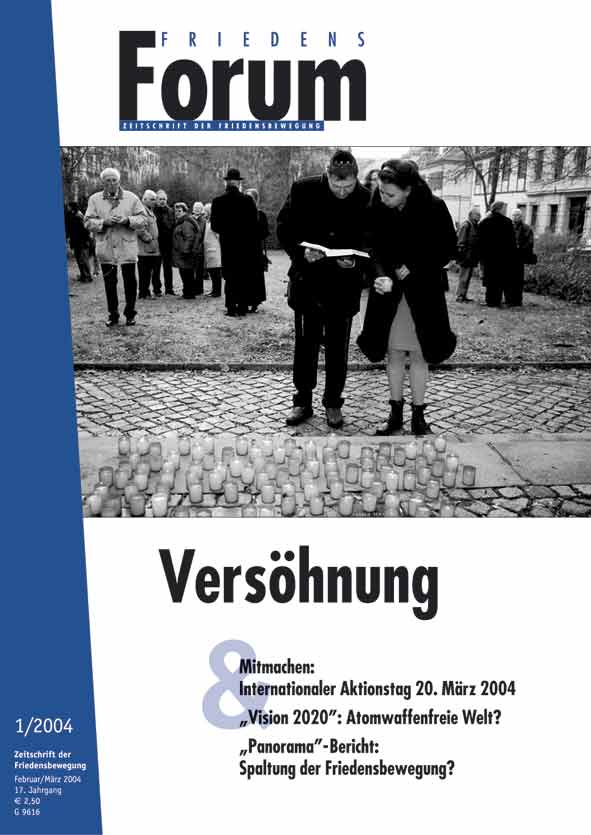 FRIEDENS
Forum
ZEITSCHRIFT DER FRIEDENSBEWEGUNG
Versöhnung
&
Mitmachen:
Internationaler Aktionstag 20. März 2004
„Vision 2020”: Atomwaffenfreie Welt?
„Panorama”-Bericht:
Spaltung der Friedensbewegung?
1/2004
Zeitschrift der
Friedensbewegung
Februar/März 2004
17. Jahrgang
€ 2,50
G 9616